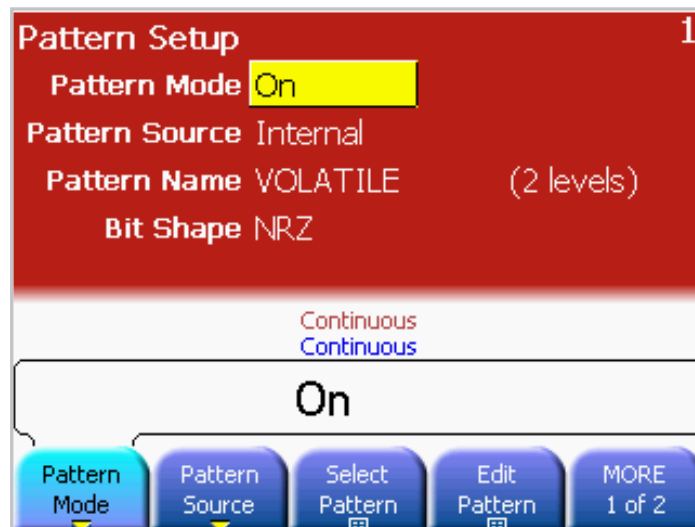 Pattern Setup 1
Pattern Mode On
Pattern Source Internal
Pattern Name VOLATILE (2 levels)
Bit Shape NRZ
Continuous
Continuous
On
Pattern Mode
Pattern Source
Select Pattern
Edit Pattern
MORE 1 of 2